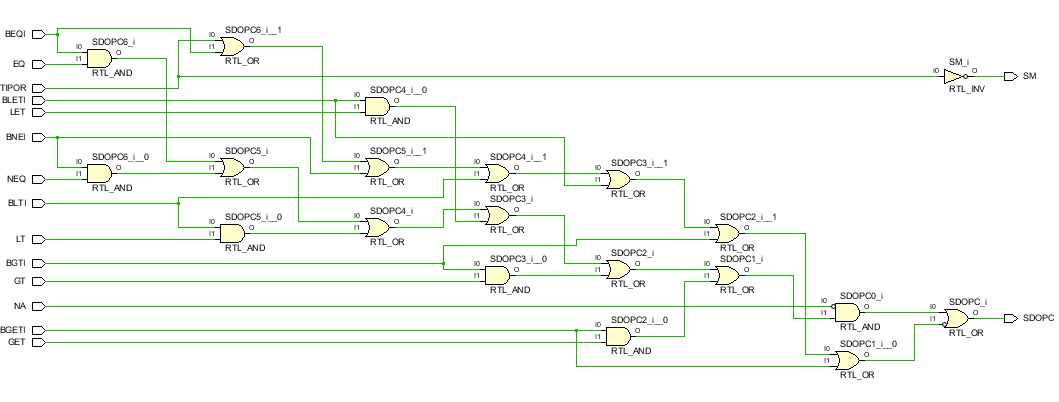 BEQI
EQ
TIPOR
BLETI
LET
BNEI
NEQ
BLTI
LT
BGTI
GT
NA
BGETI
GET
SDOPC6_i
I0
I1
O
RTL_AND
SDOPC6_i__1
I0
I1
O
RTL_OR
SM_i
I0
O
RTL_INV
SM
SDOPC4_i__0
I0
I1
O
RTL_AND
SDOPC6_i__0
I0
I1
O
RTL_AND
SDOPC5_i
I0
I1
O
RTL_OR
SDOPC5_i__1
I0
I1
O
RTL_OR
SDOPC4_i__1
I0
I1
O
RTL_OR
SDOPC3_i__1
I0
I1
O
RTL_OR
SDOPC5_i__0
I0
I1
O
RTL_AND
SDOPC4_i
I0
I1
O
RTL_OR
SDOPC3_i
I0
I1
O
RTL_OR
SDOPC2_i__1
I0
I1
O
RTL_OR
SDOPC3_i__0
I0
I1
O
RTL_AND
SDOPC2_i
I0
I1
O
RTL_OR
SDOPC1_i
I0
I1
O
RTL_OR
SDOPC0_i
I0
I1
O
RTL_AND
SDOPC_i
I0
I1
O
RTL_OR
SDOPC
SDOPC2_i__0
I0
I1
O
RTL_AND
SDOPC1_i__0
I0
I1
O
RTL_OR